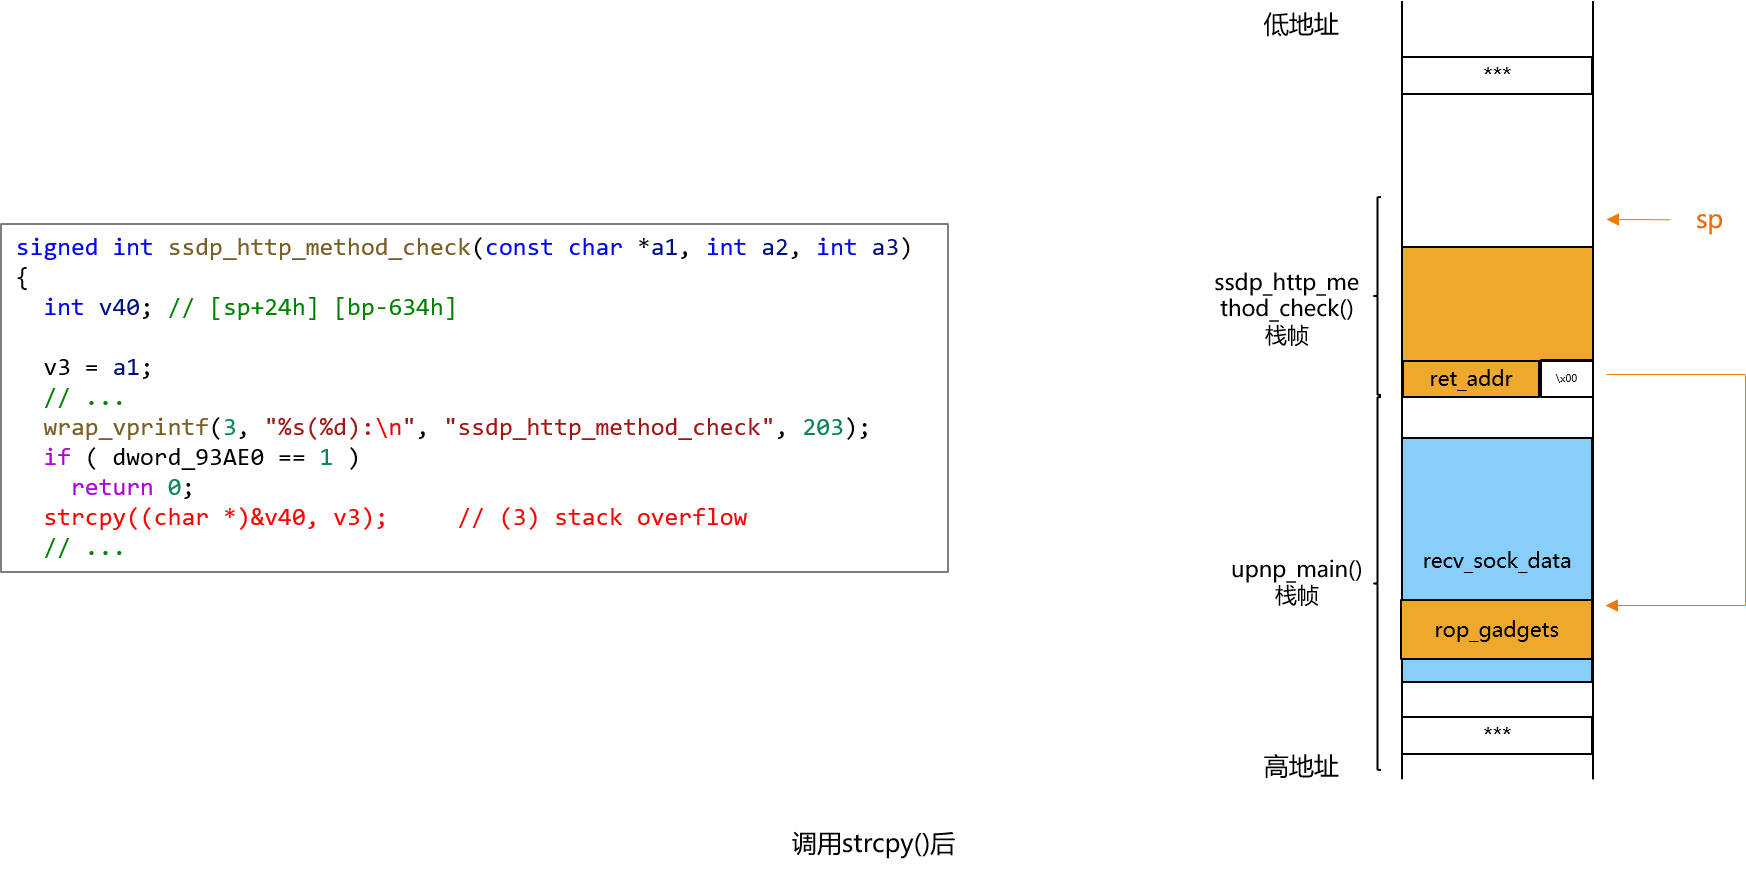 signed int ssdp_http_method_check(const char *a1, int a2, int a3)
{
  int v40; // [sp+24h] [bp-634h]
  v3 = a1;
  // ...
  wrap_vprintf(3, "%s(%d):\n", "ssdp_http_method_check", 203);
  if ( dword_93AE0 == 1 )
    return 0;
  strcpy((char *)&v40, v3);     // (3) stack overflow
  // ...
低地址
***
sp
ssdp_http_me
thod_check()
栈帧
ret_addr
\x00
recv_sock_data
upnp_main()
栈帧
rop_gadgets
***
高地址
调用strcpy()后